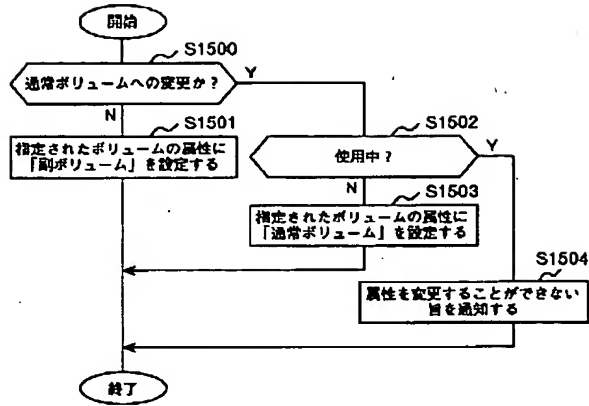 開始
S1500
通常ボリュームへの変更か？
Y
N
S1501
指定されたボリュームの属性に
「副ボリューム」を設定する
S1502
使用中？
Y
N
S1503
指定されたボリュームの属性に
「通常ボリューム」を設定する
S1504
属性を変更することができない
旨を通知する
終了